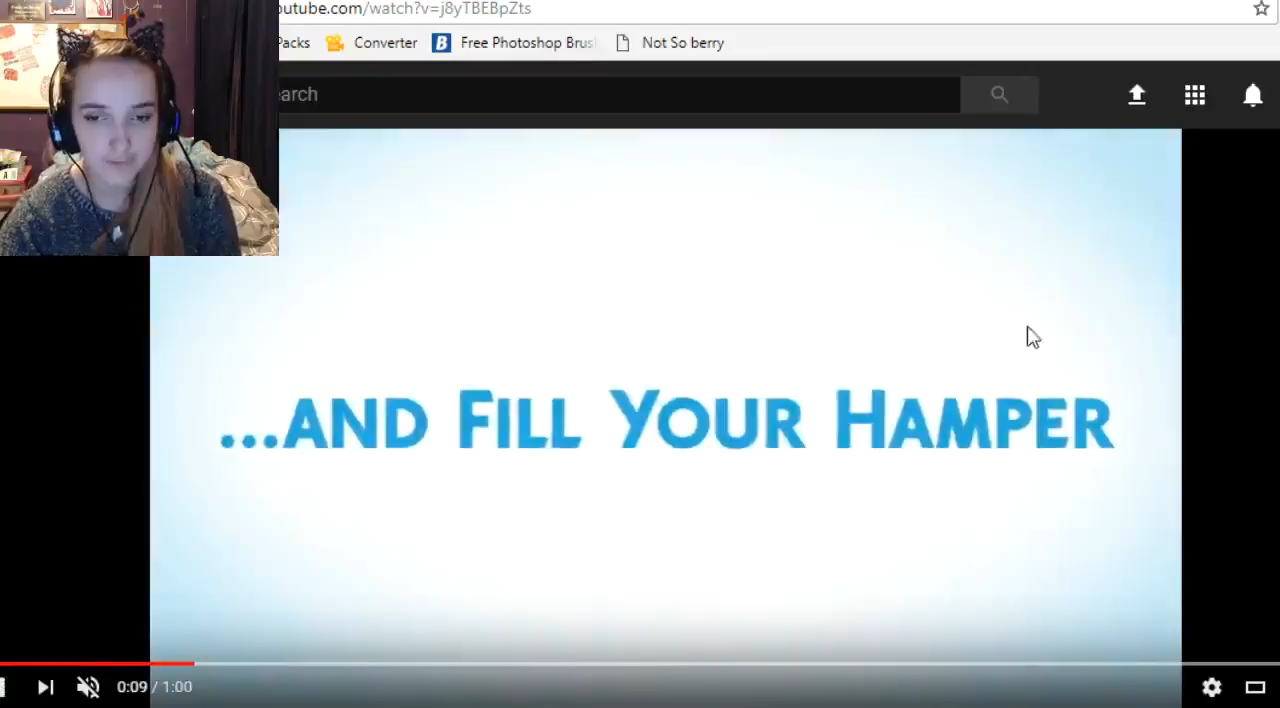 outube.com/watch?v=j8yTBEBpZts
Packs Converter B Free Photoshop Brus Not So berry
earch
...AND FILL YOUR HAMPER
0:09 / 1:00
A